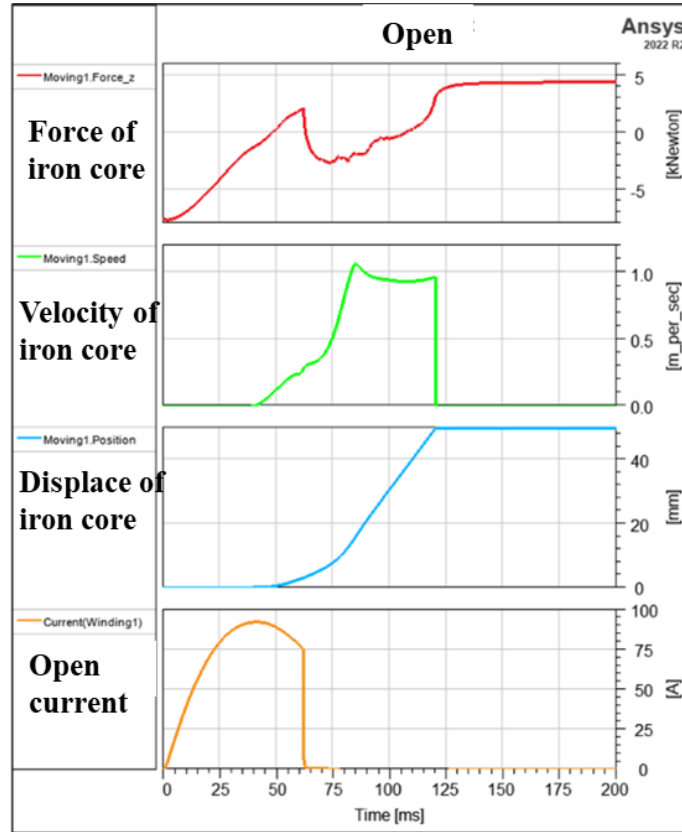 Open
Ansys
2022 R2
Moving1.Force_z
Force of
iron core
5
0
-5
[kNewton]
Moving1.Speed
Velocity of
iron core
1.0
0.5
0.0
[m_per_sec]
Moving1.Position
Displace of
iron core
40
20
0
[mm]
Current(Winding1)
Open
current
100
75
50
25
0
[A]
0 25 50 75 100 125 150 175 200
Time [ms]